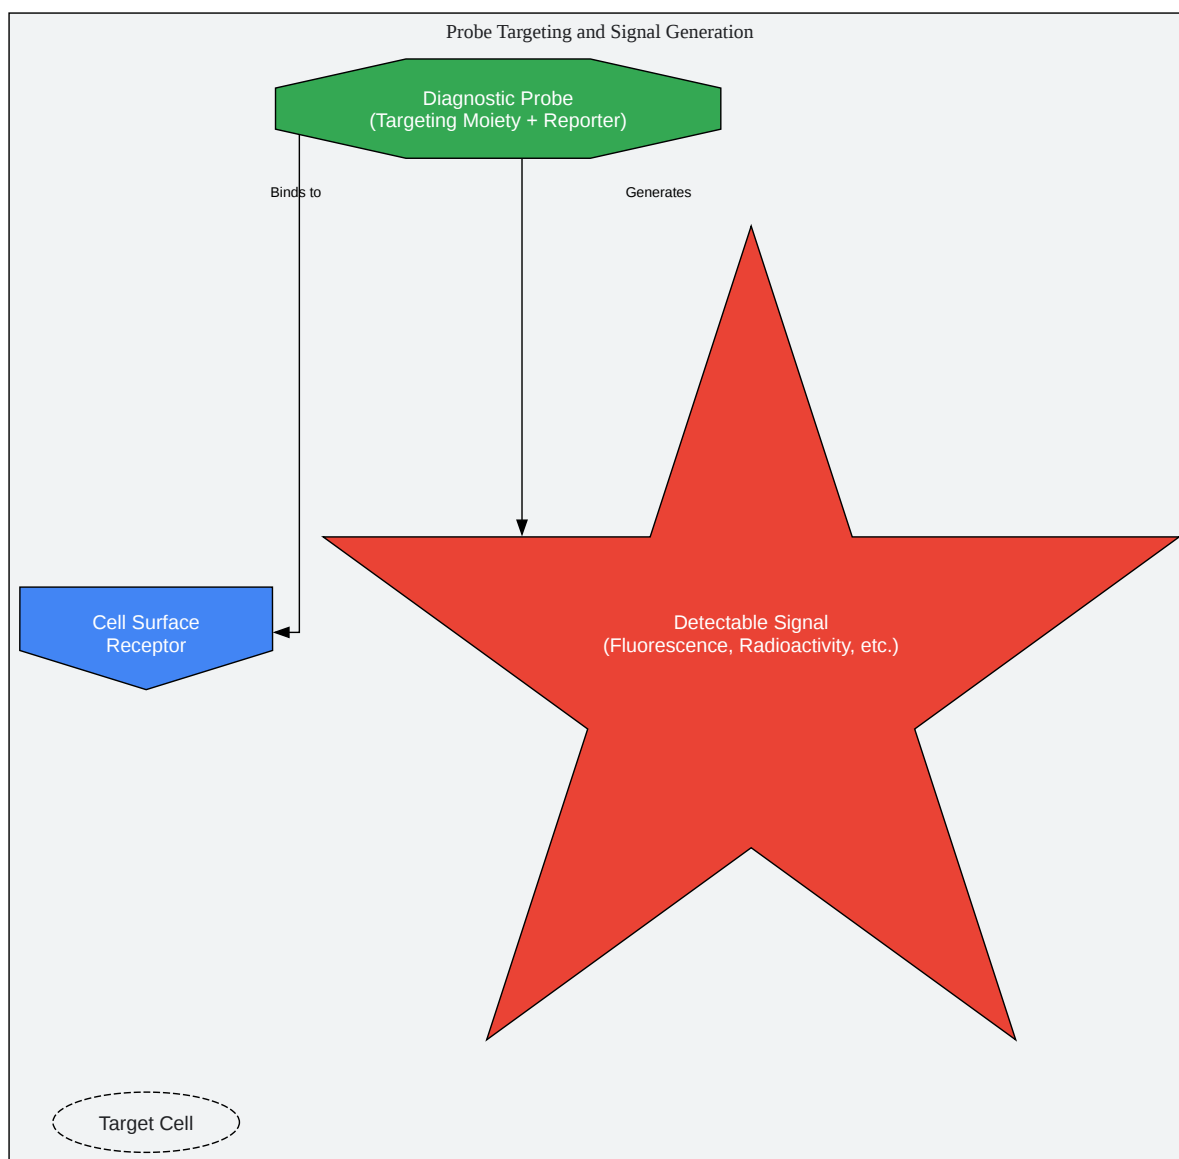 Probe Targeting and Signal Generation
Diagnostic Probe
(Targeting Moiety + Reporter)
Binds to
Generates
Cell Surface
Receptor
Detectable Signal
(Fluorescence, Radioactivity, etc.)
Target Cell